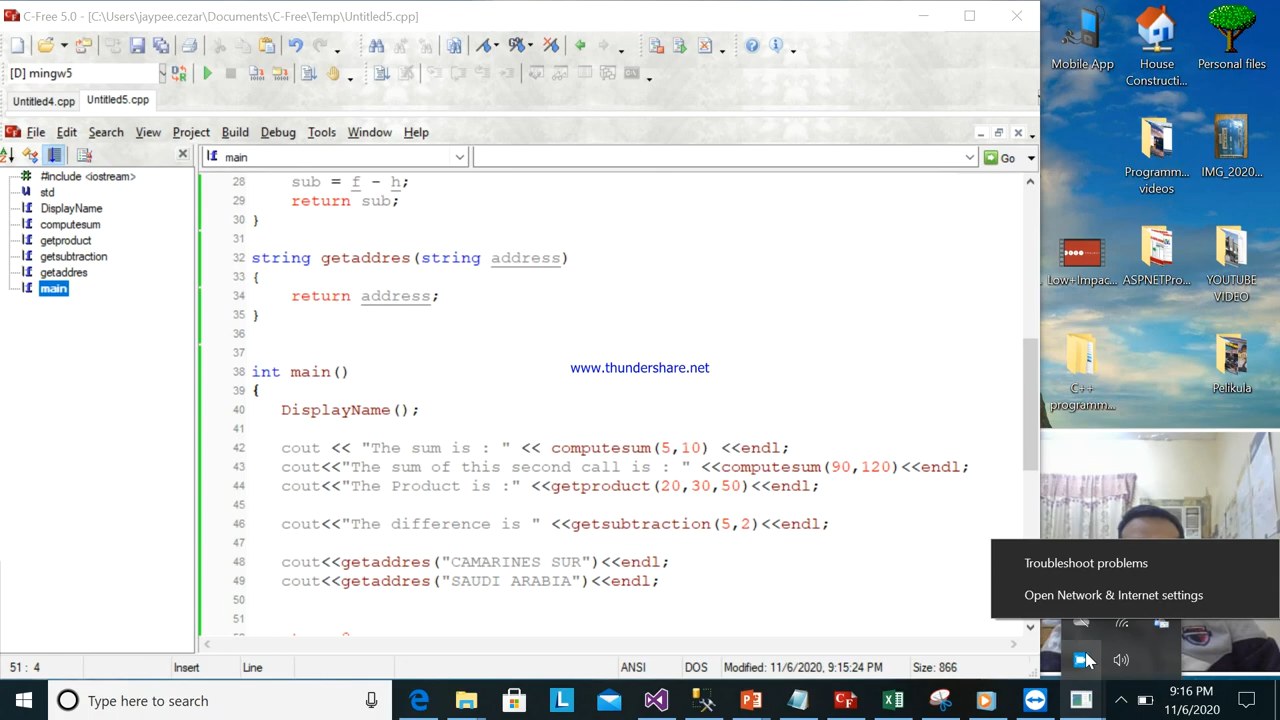 C-Free 5.0 - [C:\Users\jaypee.cezar\Documents\C-Free\Temp\Untitled5.cpp]
[D] mingw5
Untitled4.cpp
Untitled5.cpp
File Edit Search View Project Build Debug Tools Window Help
main
Go
#include <iostream>
std
DisplayName
computesum
getproduct
getsubtraction
getaddres
main
28 sub = f - h;
29 return sub;
30 }
31
32 string getaddres(string address)
33 {
34 return address;
35 }
36
37
38 int main()
39 {
40 DisplayName();
41
42 cout << "The sum is : " << computesum(5,10) <<endl;
43 cout<<"The sum of this second call is : " <<computesum(90,120)<<endl;
44 cout<<"The Product is :" <<getproduct(20,30,50)<<endl;
45
46 cout<<"The difference is " <<getsubtraction(5,2)<<endl;
47
48 cout<<getaddres("CAMARINES SUR")<<endl;
49 cout<<getaddres("SAUDI ARABIA")<<endl;
50
51
www.thundershare.net
51 : 4
Insert
Line
ANSI
DOS
Modified: 11/6/2020, 9:15:24 PM
Size: 866
Mobile App
House Constructi...
Personal files
Programm... videos
IMG_2020...
Low+Impac...
ASPNETPro...
YOUTUBE VIDEO
C++ programm...
Pelikula
Troubleshoot problems
Open Network & Internet settings
Type here to search
9:16 PM
11/6/2020